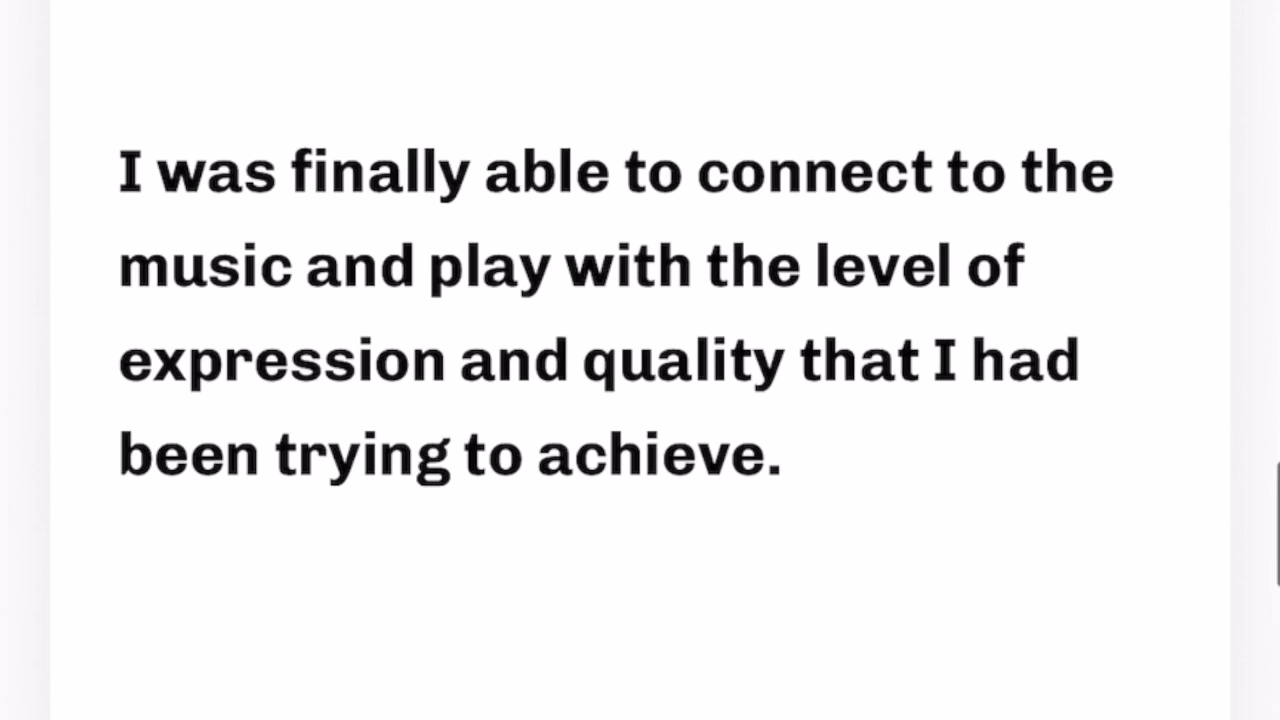 I was finally able to connect to the
music and play with the level of
expression and quality that I had
been trying to achieve.